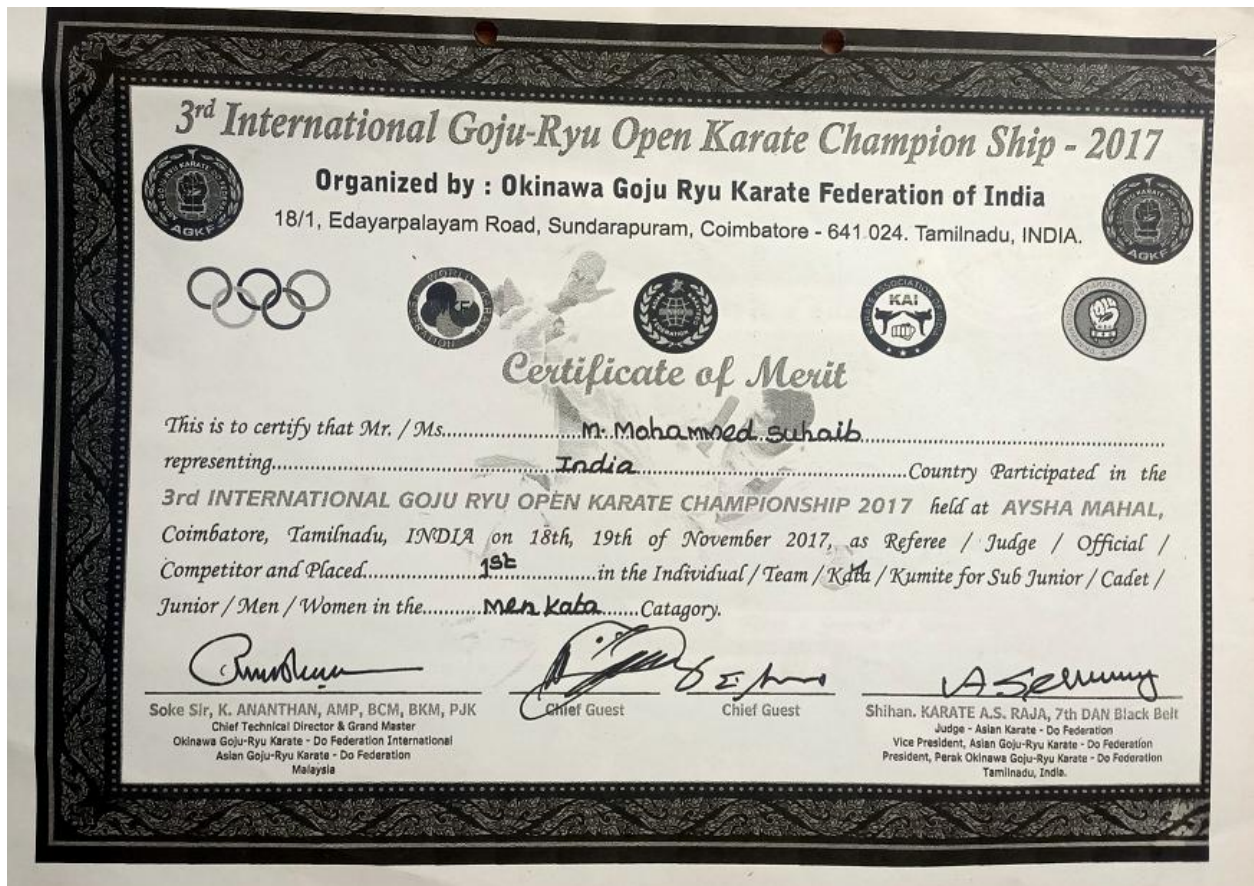 3rd International Goju-Ryu Open Karate Champion Ship - 2017
Organized by : Okinawa Goju Ryu Karate Federation of India
18/1, Edayarpalayam Road, Sundarapuram, Coimbatore - 641 024. Tamilnadu, INDIA.
AGKF
AGKF
WORLD KARATE FEDERATION
KARATE ASSOCIATION OF INDIA
KAI
Certificate of Merit
This is to certify that Mr. / Ms. M. Mohammed suhaib
representing India Country Participated in the
3rd INTERNATIONAL GOJU RYU OPEN KARATE CHAMPIONSHIP 2017 held at AYSHA MAHAL,
Coimbatore, Tamilnadu, INDIA on 18th, 19th of November 2017, as Referee / Judge / Official /
Competitor and Placed 1st in the Individual / Team / Kata / Kumite for Sub Junior / Cadet /
Junior / Men / Women in the Men Kata Catagory.
Soke Sir, K. ANANTHAN, AMP, BCM, BKM, PJK
Chief Technical Director & Grand Master
Okinawa Goju-Ryu Karate - Do Federation International
Asian Goju-Ryu Karate - Do Federation
Malaysia
Chief Guest
Chief Guest
Shihan. KARATE A.S. RAJA, 7th DAN Black Belt
Judge - Asian Karate - Do Federation
Vice President, Asian Goju-Ryu Karate - Do Federation
President, Perak Okinawa Goju-Ryu Karate - Do Federation
Tamilnadu, India.